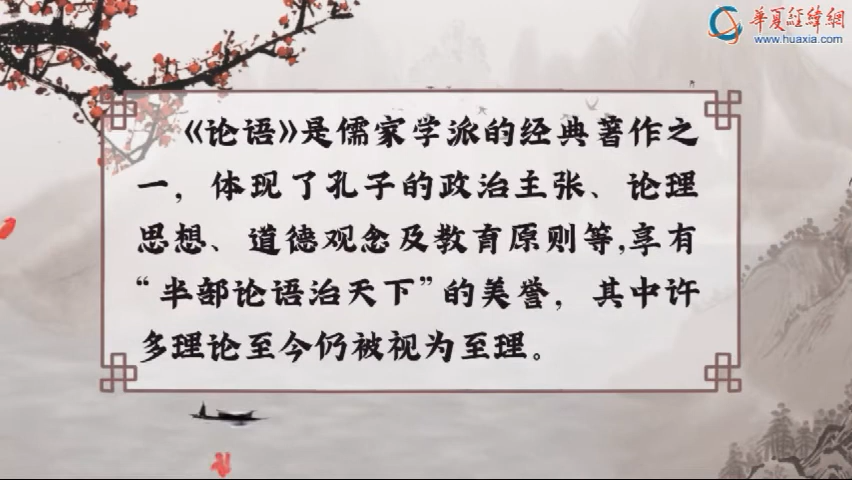 華夏經緯網
www.huaxia.com
《论语》是儒家学派的经典著作之
一，体现了孔子的政治主张、论理
思想、道德观念及教育原则等,享有
“半部论语治天下”的美誉，其中许
多理论至今仍被视为至理。